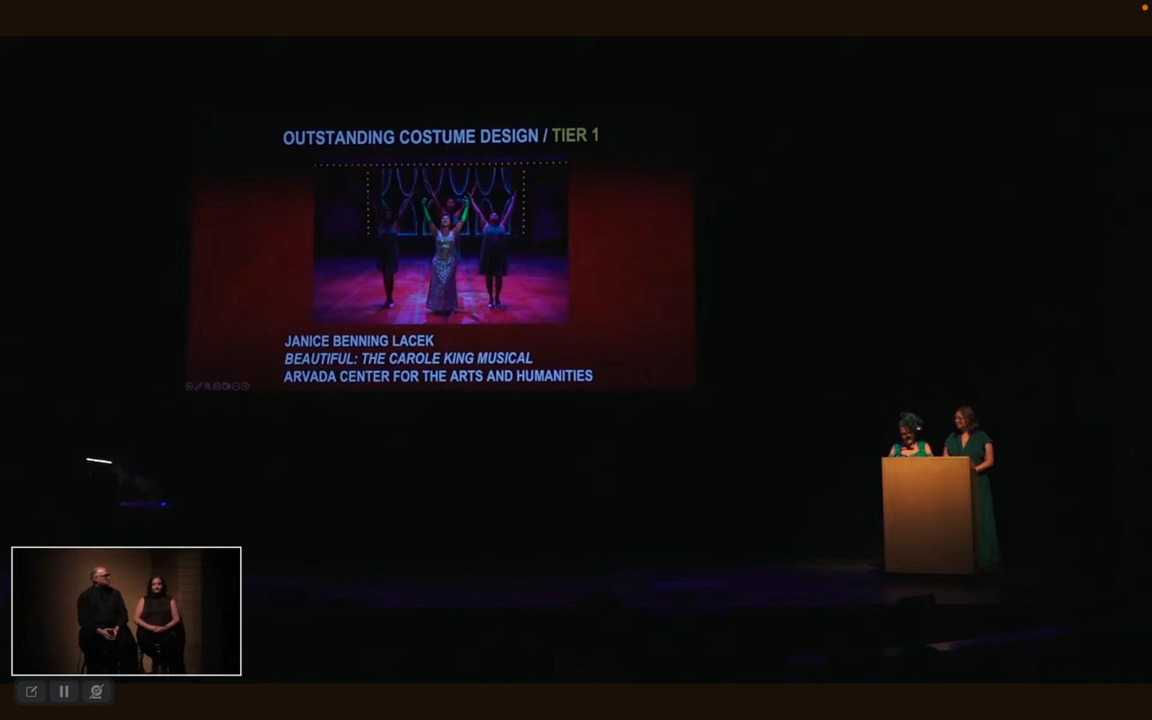 OUTSTANDING COSTUME DESIGN / TIER 1
JANICE BENNING LACEK
BEAUTIFUL: THE CAROLE KING MUSICAL
ARVADA CENTER FOR THE ARTS AND HUMANITIES